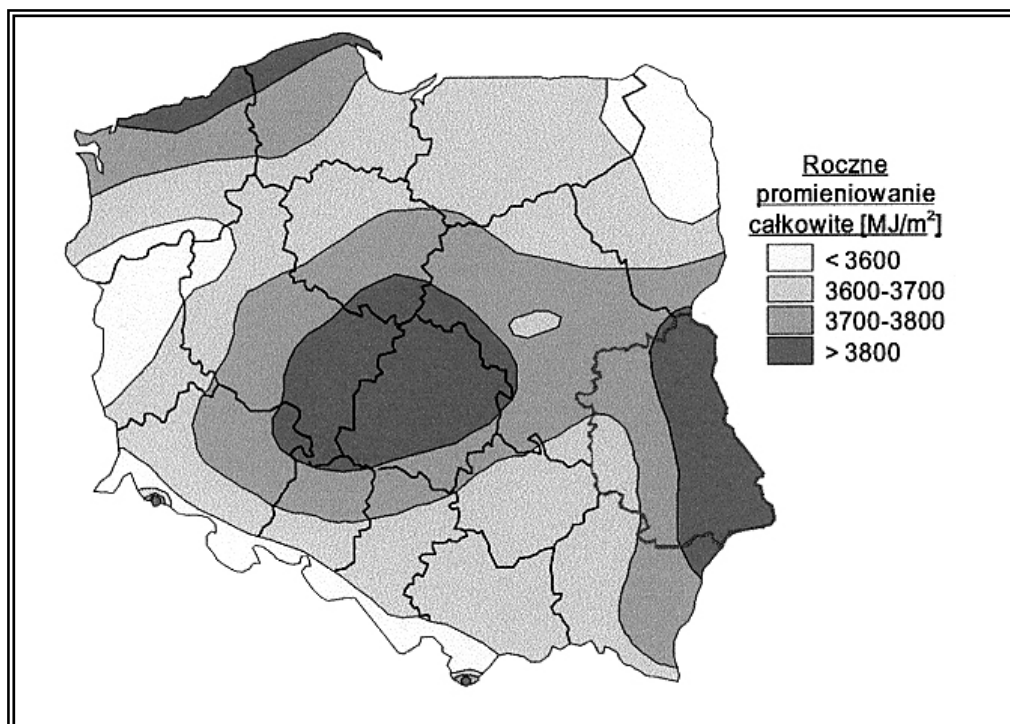 Roczne
promieniowanie
całkowite [MJ/m²]
< 3600
3600-3700
3700-3800
> 3800